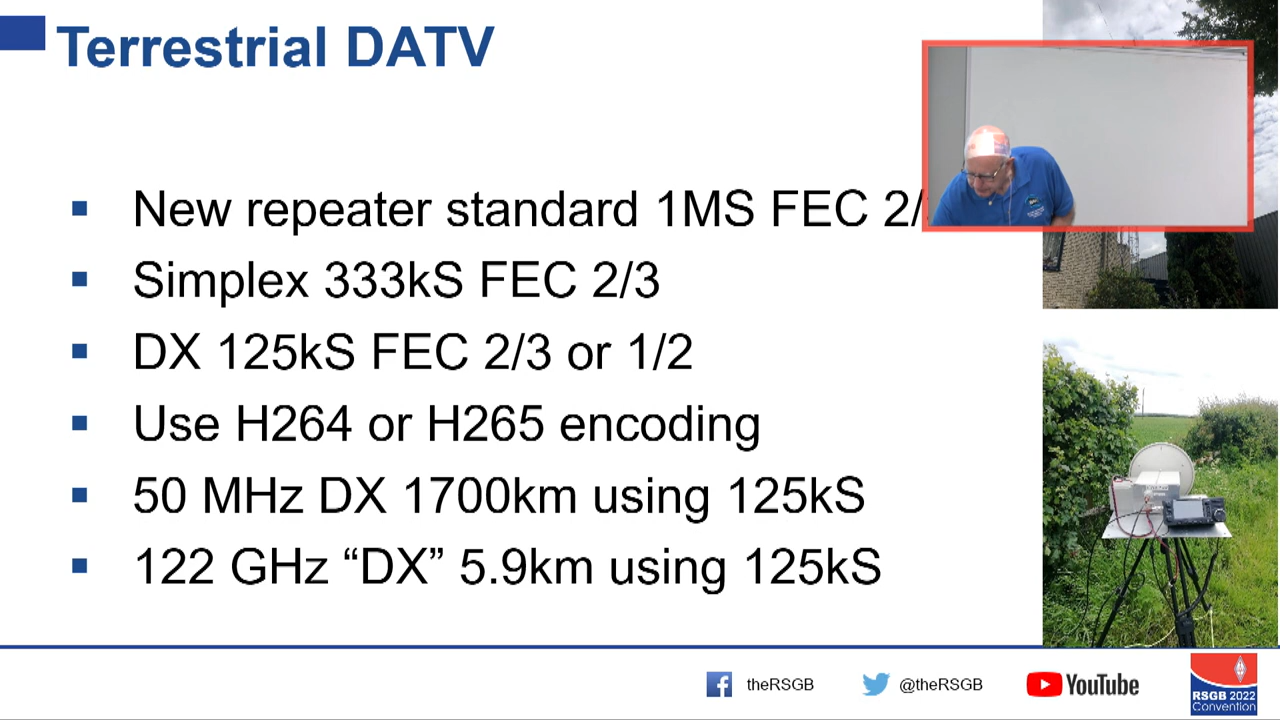 Terrestrial DATV
New repeater standard 1MS FEC 2/
Simplex 333kS FEC 2/3
DX 125kS FEC 2/3 or 1/2
Use H264 or H265 encoding
50 MHz DX 1700km using 125kS
122 GHz “DX” 5.9km using 125kS
theRSGB
@theRSGB
YouTube
RSGB 2022
Convention